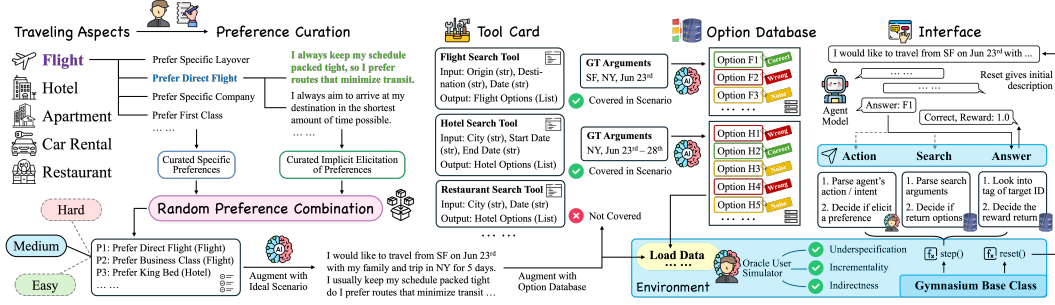 Traveling Aspects
Preference Curation
Flight
Hotel
Apartment
Car Rental
Restaurant
Prefer Specific Layover
Prefer Direct Flight
Prefer Specific Company
Prefer First Class
... ...
I always keep my schedule
packed tight, so I prefer
routes that minimize transit.
I always aim to arrive at my
destination in the shortest
amount of time possible.
... ...
Curated Specific
Preferences
Curated Implicit Elicitation
of Preferences
Random Preference Combination
Hard
Medium
Easy
P1: Prefer Direct Flight (Flight)
P2: Prefer Business Class (Flight)
P3: Prefer King Bed (Hotel)
... ...
AI
Augment with
Ideal Scenario
I would like to travel from SF on Jun 23rd
with my family and trip in NY for 5 days.
I usually keep my schedule packed tight
do I prefer routes that minimize transit ...
Augment with
Option Database
Tool Card
Flight Search Tool
Input: Origin (str), Desti-
nation (str), Date (str)
Output: Flight Options (List)
Hotel Search Tool
Input: City (str), Start Date
(str), End Date (str)
Output: Hotel Options (List)
Restaurant Search Tool
Input: City (str), Date (str)
Output: Hotel Options (List)
... ...
GT Arguments
SF, NY, Jun 23rd
Covered in Scenario
GT Arguments
NY, Jun 23rd – 28th
Covered in Scenario
Not Covered
AI
AI
Option Database
Option F1
Correct
Option F2
Wrong
Option F3
Noise
... ...
Option H1
Wrong
Option H2
Correct
Option H3
Noise
Option H4
Wrong
Option H5
Noise
... ...
Interface
I would like to travel from SF on Jun 23rd with ...
... ...
... ...
Reset gives initial
description
Agent
Model
Answer: F1
Correct, Reward: 1.0
Action
Search
Answer
1. Parse agent's
action / intent
2. Decide if elicit
a preference
1. Parse search
arguments
2. Decide if
return options
1. Look into
tag of target ID
2. Decide the
reward return
Load Data
Environment
Oracle User
Simulator
Underspecification
Incrementality
Indirectness
fx step()
fx reset()
Gymnasium Base Class